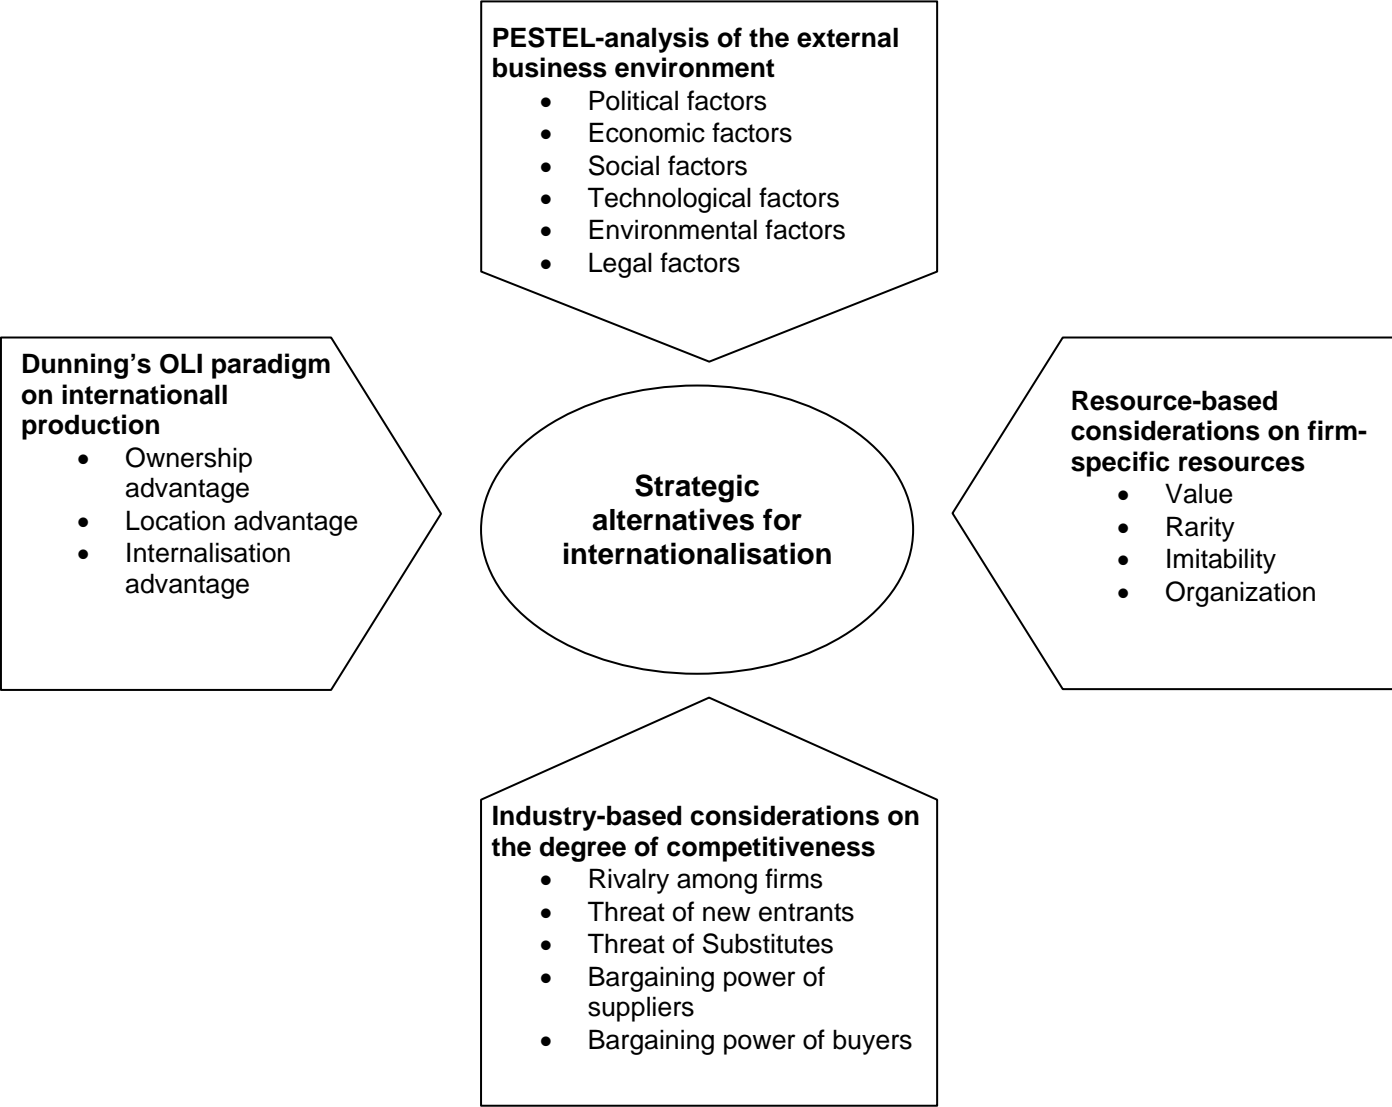 PESTEL-analysis of the external
business environment
• Political factors
• Economic factors
• Social factors
• Technological factors
• Environmental factors
• Legal factors
Dunning’s OLI paradigm
on internationall
production
• Ownership
advantage
• Location advantage
• Internalisation
advantage
Strategic
alternatives for
internationalisation
Resource-based
considerations on firm-
specific resources
• Value
• Rarity
• Imitability
• Organization
Industry-based considerations on
the degree of competitiveness
• Rivalry among firms
• Threat of new entrants
• Threat of Substitutes
• Bargaining power of
suppliers
• Bargaining power of buyers